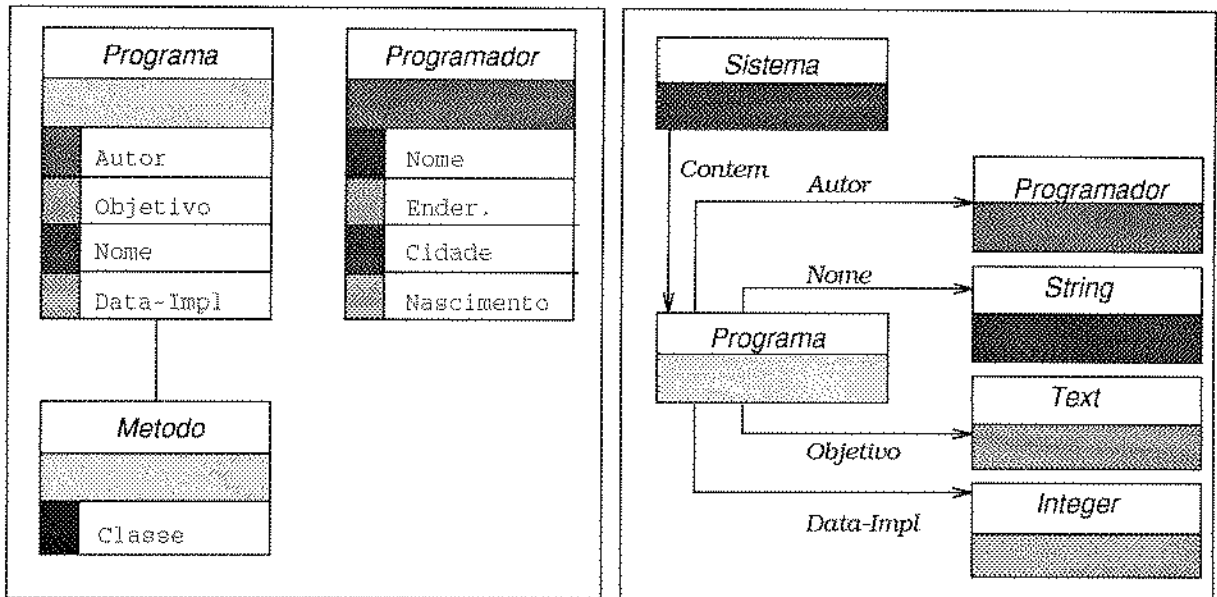 Programa
Autor
Objetivo
Nome
Data-Impl
Metodo
Classe
Programador
Nome
Ender.
Cidade
Nascimento
Sistema
Contem
Autor
Programador
Nome
String
Programa
Text
Objetivo
Integer
Data-Impl